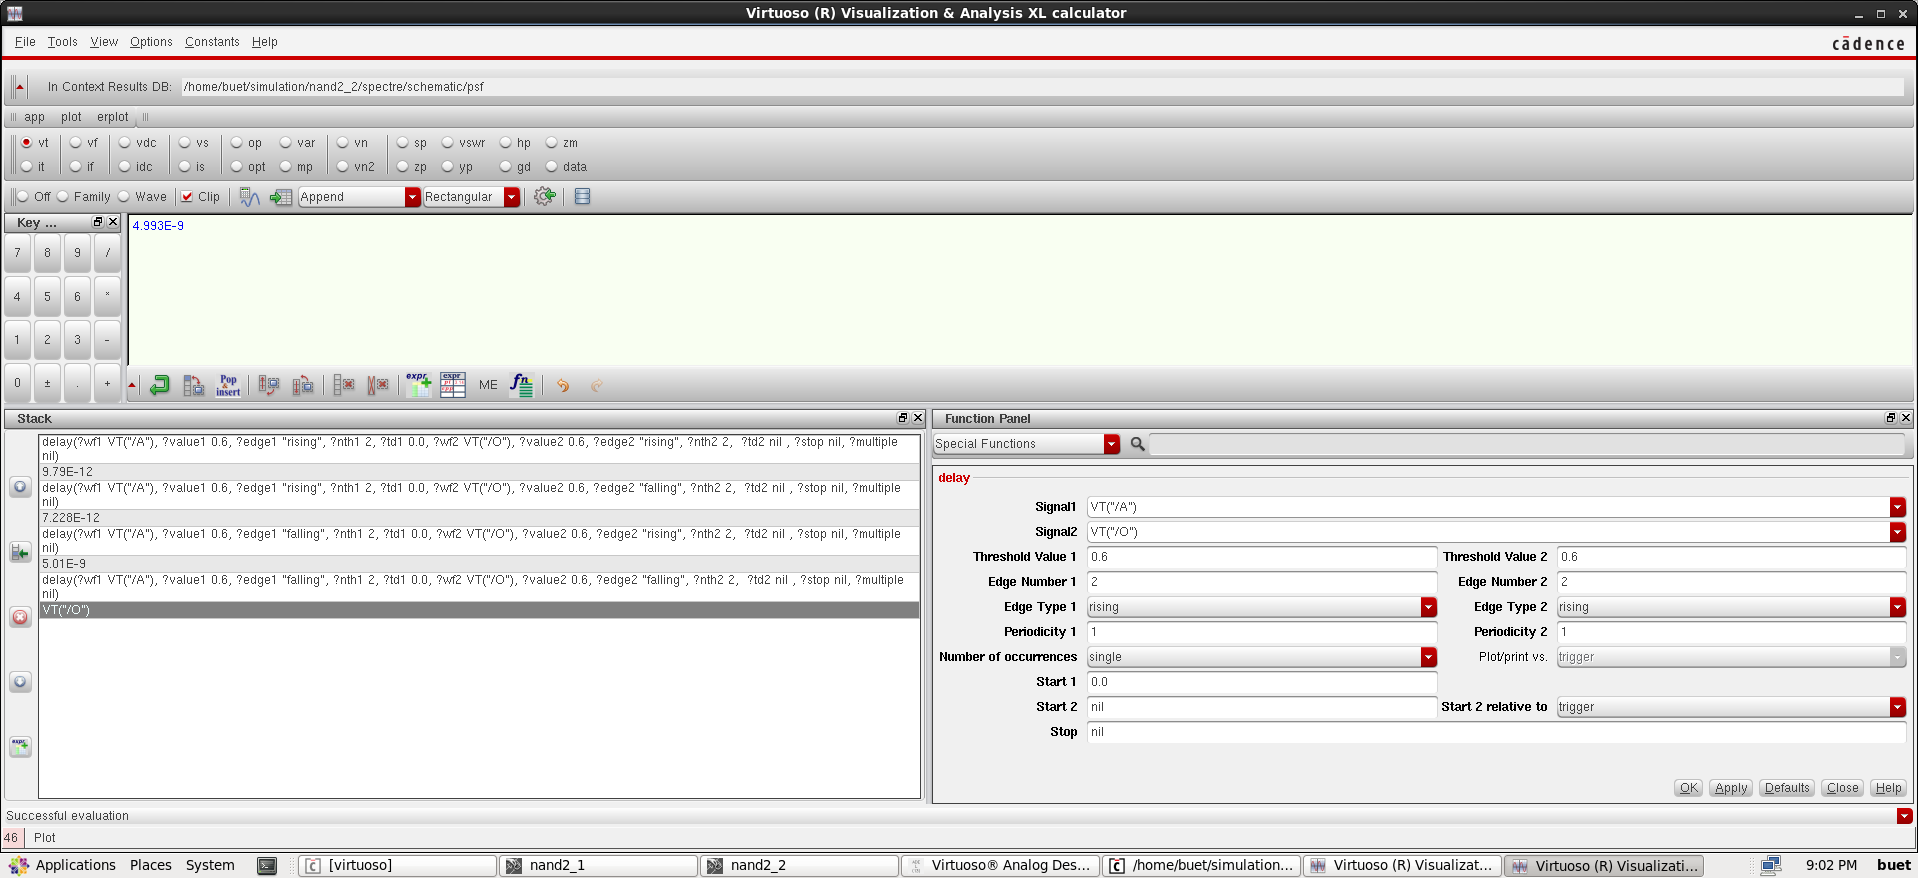 Virtuoso (R) Visualization & Analysis XL calculator
File Tools View Options Constants Help
cādence
In Context Results DB: /home/buet/simulation/nand2_2/spectre/schematic/psf
app plot erplot
vt vf vdc vs op var vn sp vswr hp zm
it if idc is opt mp vn2 zp yp gd data
Off Family Wave Clip Append Rectangular
Key ...
4.993E-9
7 8 9 /
4 5 6 *
1 2 3 -
0 ± . +
Pop & insert
expr
expr
ME
fn
Stack
delay(?wf1 VT("/A"), ?value1 0.6, ?edge1 "rising", ?nth1 2, ?td1 0.0, ?wf2 VT("/O"), ?value2 0.6, ?edge2 "rising", ?nth2 2,  ?td2 nil , ?stop nil, ?multiple
nil)
9.79E-12
delay(?wf1 VT("/A"), ?value1 0.6, ?edge1 "rising", ?nth1 2, ?td1 0.0, ?wf2 VT("/O"), ?value2 0.6, ?edge2 "falling", ?nth2 2,  ?td2 nil , ?stop nil, ?multiple
nil)
7.228E-12
delay(?wf1 VT("/A"), ?value1 0.6, ?edge1 "falling", ?nth1 2, ?td1 0.0, ?wf2 VT("/O"), ?value2 0.6, ?edge2 "rising", ?nth2 2,  ?td2 nil , ?stop nil, ?multiple
nil)
5.01E-9
delay(?wf1 VT("/A"), ?value1 0.6, ?edge1 "falling", ?nth1 2, ?td1 0.0, ?wf2 VT("/O"), ?value2 0.6, ?edge2 "falling", ?nth2 2,  ?td2 nil , ?stop nil, ?multiple
nil)
VT("/O")
expr
Function Panel
Special Functions
delay
Signal1 VT("/A")
Signal2 VT("/O")
Threshold Value 1 0.6 Threshold Value 2 0.6
Edge Number 1 2 Edge Number 2 2
Edge Type 1 rising Edge Type 2 rising
Periodicity 1 1 Periodicity 2 1
Number of occurrences single Plot/print vs. trigger
Start 1 0.0
Start 2 nil Start 2 relative to trigger
Stop nil
OK Apply Defaults Close Help
Successful evaluation
46 Plot
Applications Places System [virtuoso] nand2_1 nand2_2 Virtuoso® Analog Des... /home/buet/simulation... Virtuoso (R) Visualizat... Virtuoso (R) Visualizati... 9:02 PM buet